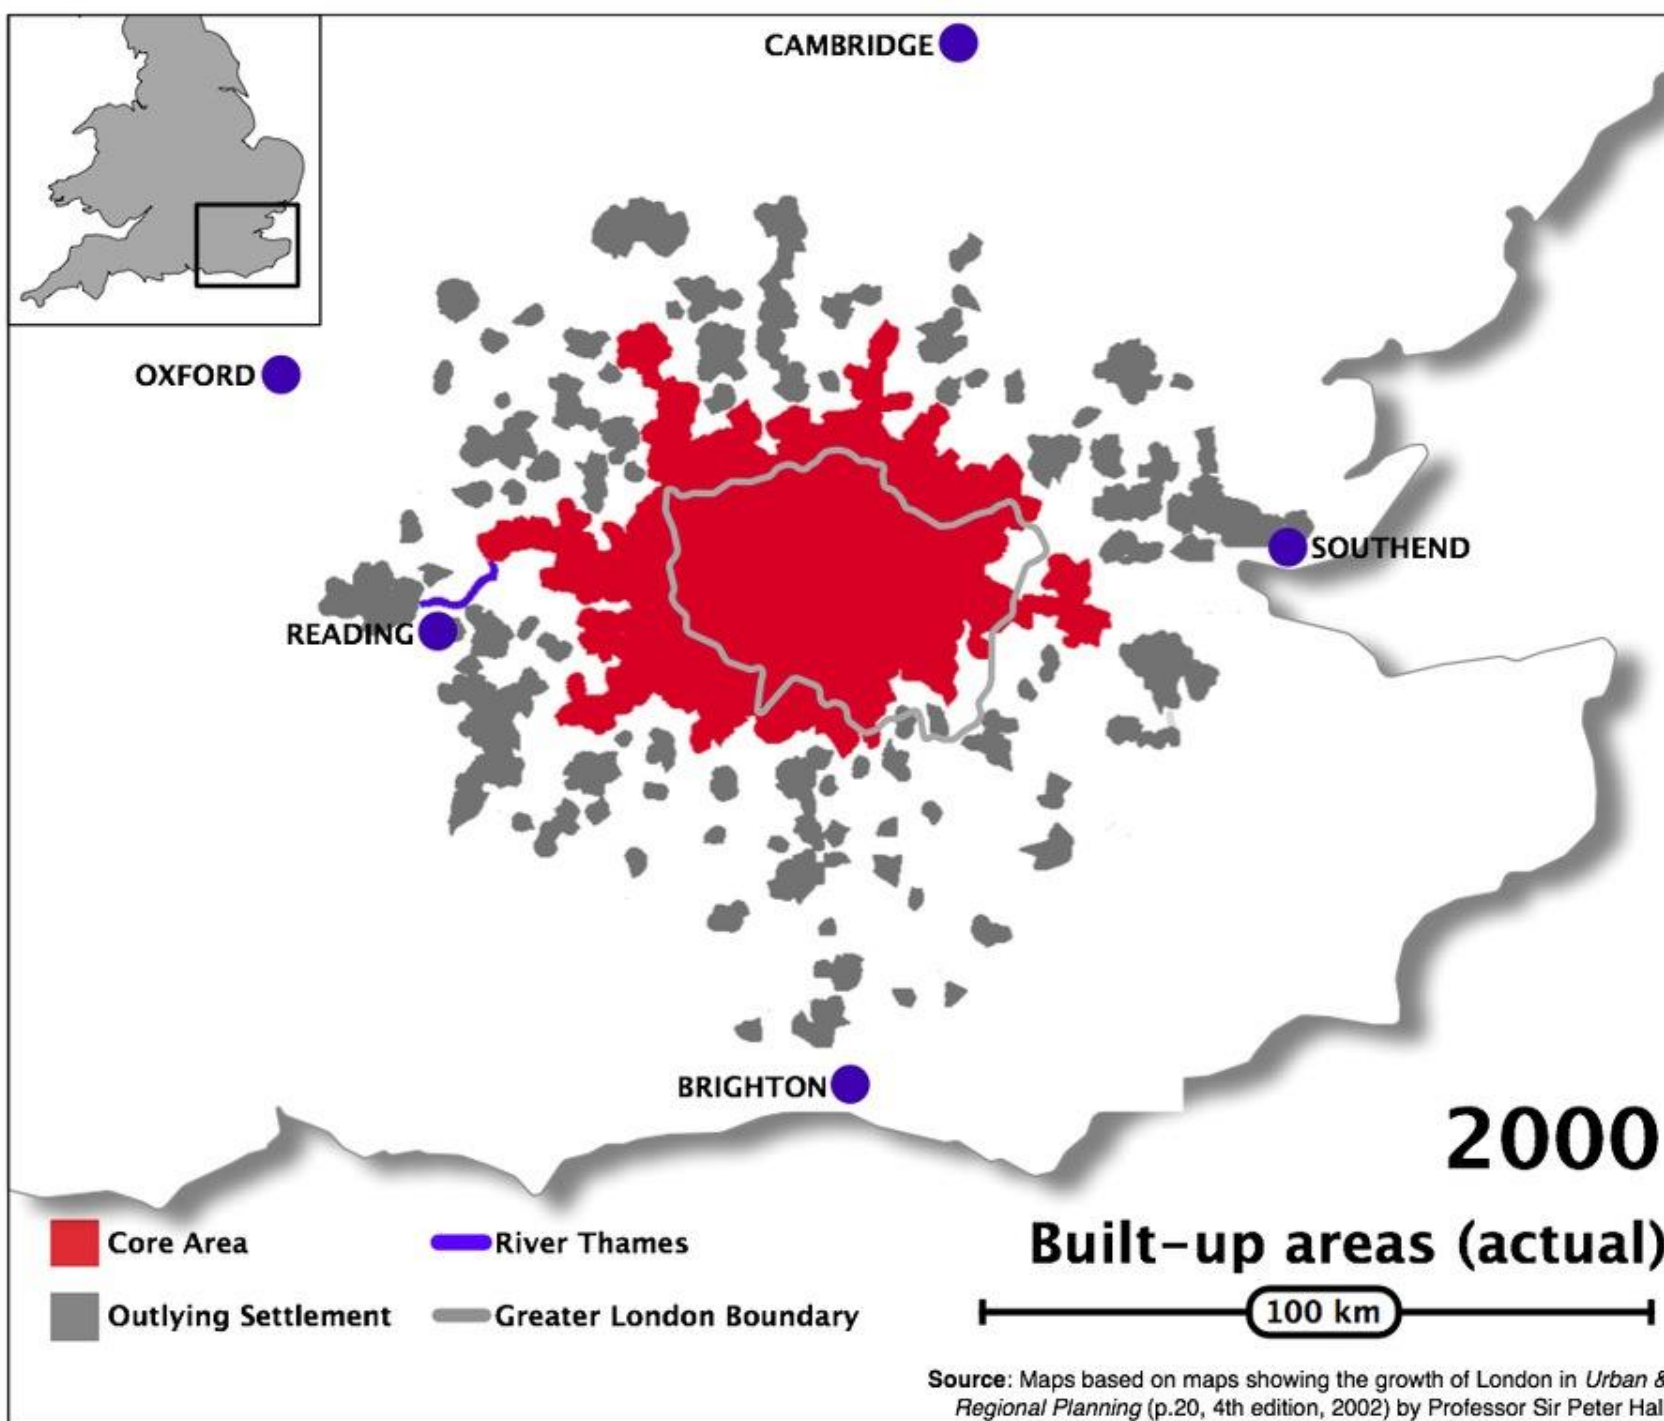 CAMBRIDGE
OXFORD
SOUTHEND
READING
BRIGHTON
2000
Built-up areas (actual)
100 km
Core Area
River Thames
Outlying Settlement
Greater London Boundary
Source: Maps based on maps showing the growth of London in Urban &
Regional Planning (p.20, 4th edition, 2002) by Professor Sir Peter Hal